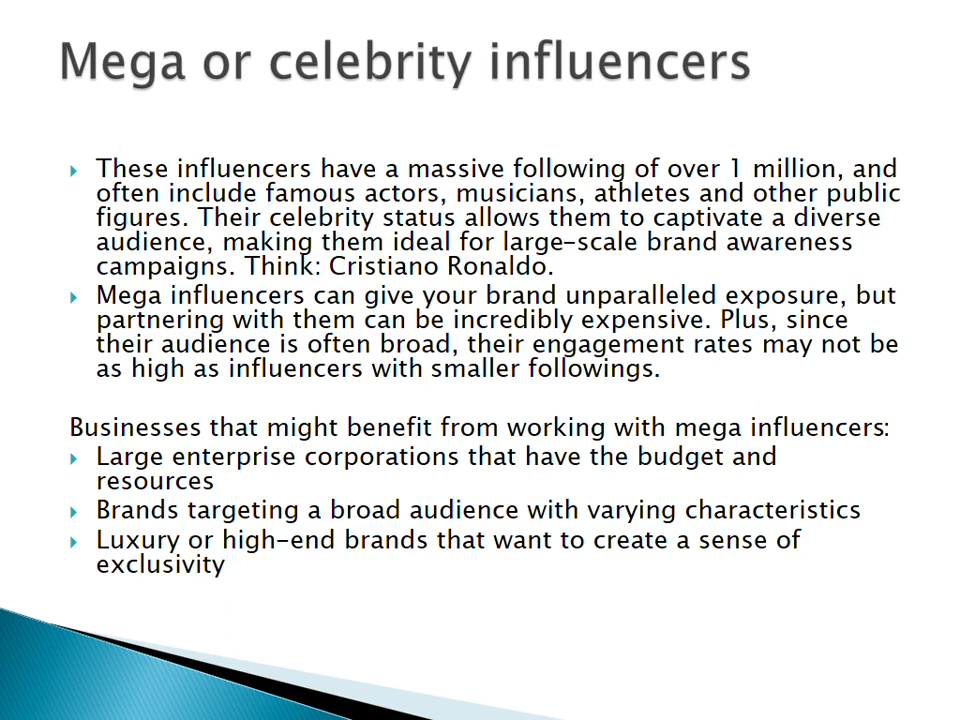 Mega or celebrity influencers
These influencers have a massive following of over 1 million, and
often include famous actors, musicians, athletes and other public
figures. Their celebrity status allows them to captivate a diverse
audience, making them ideal for large-scale brand awareness
campaigns. Think: Cristiano Ronaldo.
Mega influencers can give your brand unparalleled exposure, but
partnering with them can be incredibly expensive. Plus, since
their audience is often broad, their engagement rates may not be
as high as influencers with smaller followings.
Businesses that might benefit from working with mega influencers:
Large enterprise corporations that have the budget and
resources
Brands targeting a broad audience with varying characteristics
Luxury or high-end brands that want to create a sense of
exclusivity